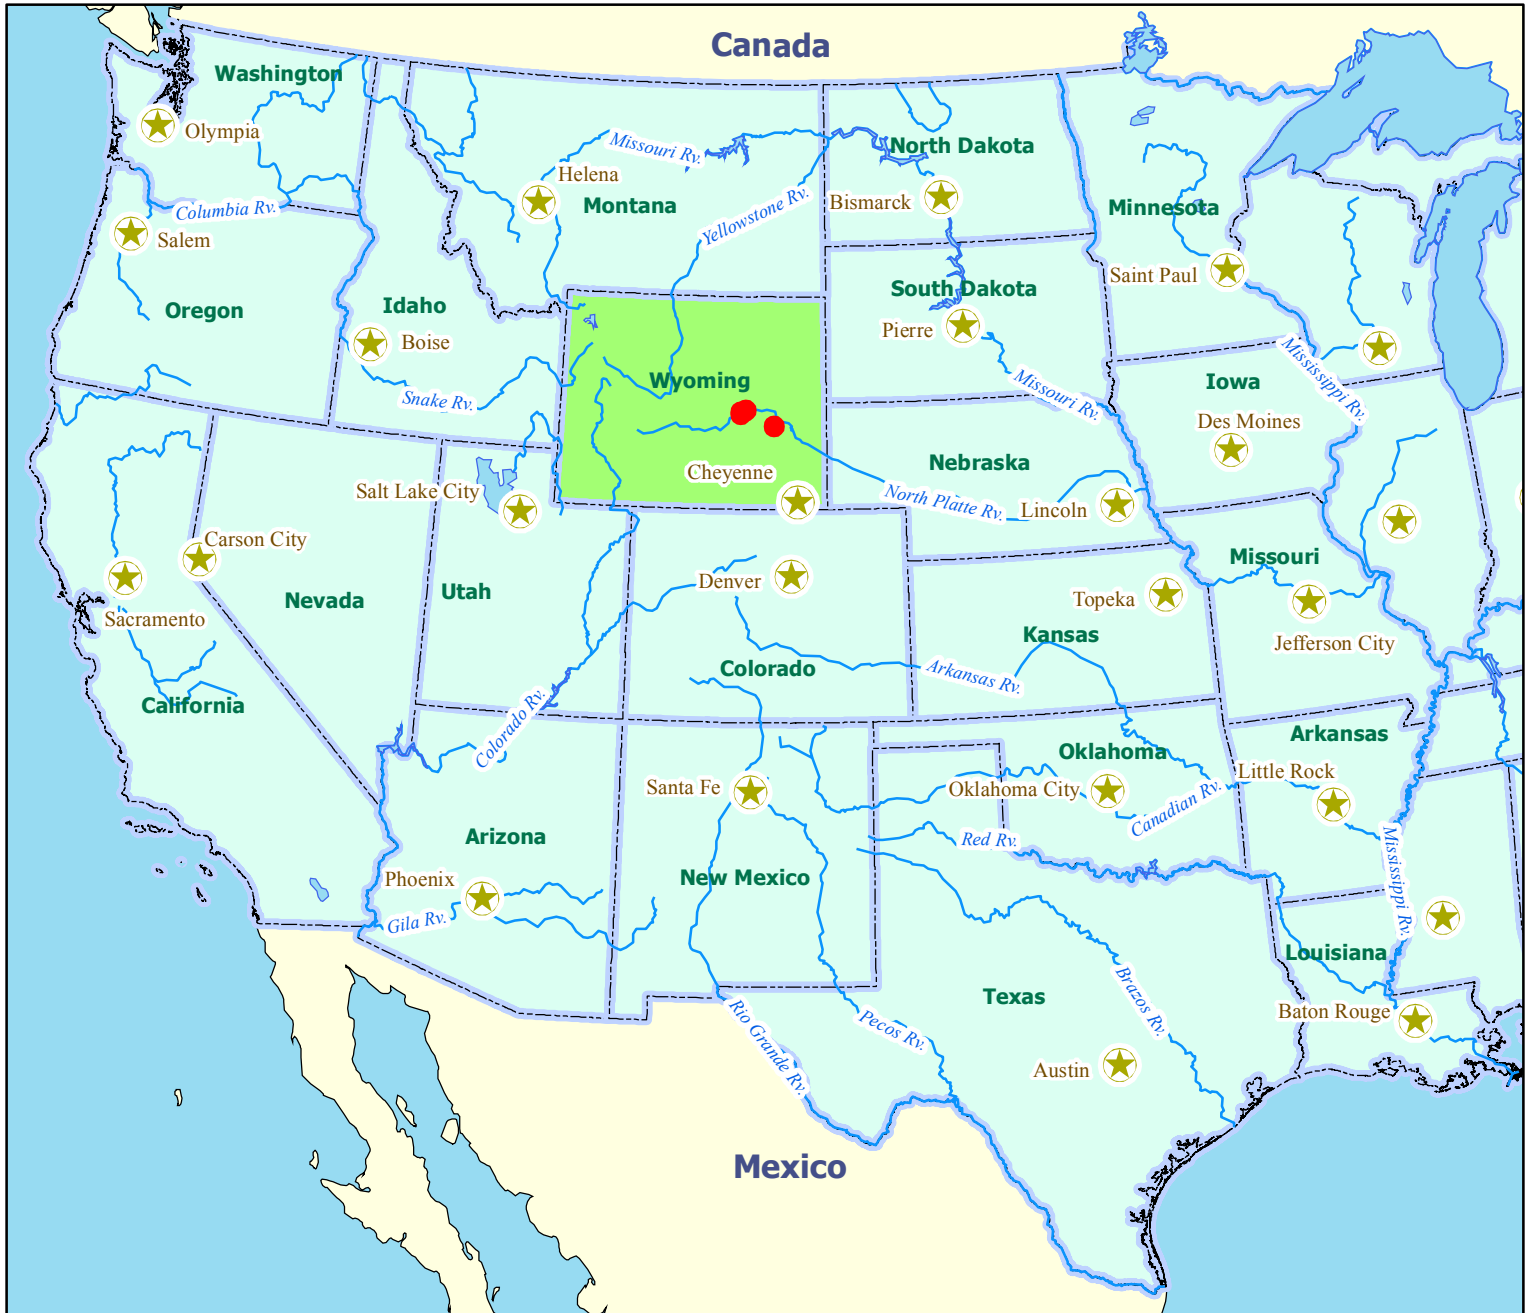 Canada
Washington
Olympia
Missouri Rv.
North Dakota
Helena
Montana
Bismarck
Minnesota
Columbia Rv.
Yellowstone Rv.
Salem
Saint Paul
Oregon
Idaho
South Dakota
Boise
Pierre
Mississippi Rv.
Wyoming
Iowa
Snake Rv.
Missouri Rv.
Des Moines
Cheyenne
Nebraska
Salt Lake City
North Platte Rv.
Lincoln
Carson City
Missouri
Denver
Utah
Nevada
Topeka
Sacramento
Kansas
Jefferson City
Colorado
Arkansas Rv.
California
Colorado Rv.
Arkansas
Oklahoma
Little Rock
Santa Fe
Oklahoma City
Canadian Rv.
Arizona
Red Rv.
Mississippi Rv.
Phoenix
New Mexico
Gila Rv.
Louisiana
Texas
Brazos Rv.
Baton Rouge
Rio Grande Rv.
Pecos Rv.
Austin
Mexico